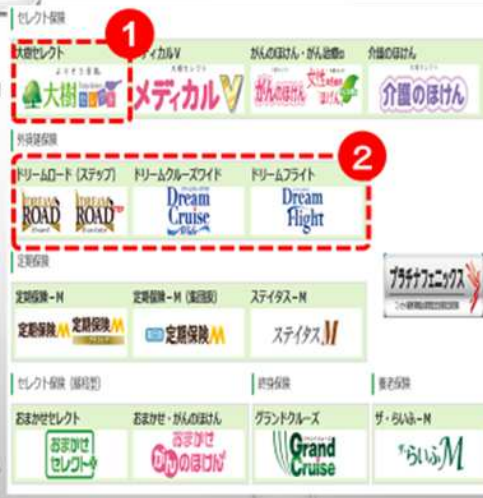 セレクト保険
1
大樹セレクト
メディカルV
がんのほけん・がん治療
介護のほけん
大樹セレクト
メディカルV
がんのほけん
女性
介護のほけん
外貨建保険
2
ドリームロード（ステップ）
ドリームクルーズワイド
ドリームフライト
DREAM ROAD
DREAM ROAD
Dream Cruise Wide
Dream Flight
定期保険
プラチナフェニックス
定期保険-M
定期保険-M（集団扱）
ステイタス-M
定期保険M
定期保険M
定期保険M
ステイタスM
セレクト保険（緩和型）
終身保険
養老保険
おまかせセレクト
おまかせ・がんのほけん
グランドクルーズ
ザ・らいふ-M
おまかせ
セレクト
おまかせ
がんのほけん
Grand Cruise
ザ・らいふM